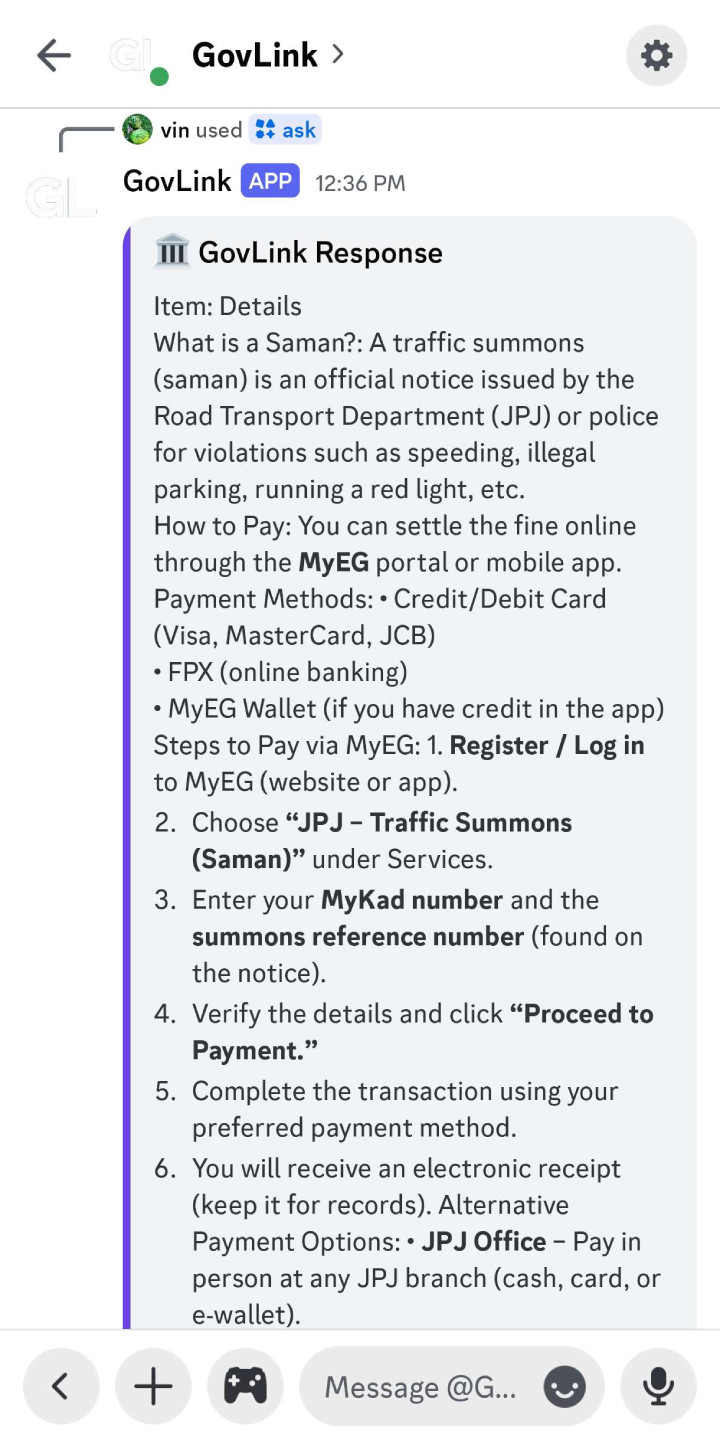 GL
GovLink >
vin used ask
GL
GovLink APP 12:36 PM
GovLink Response
Item: Details
What is a Saman?: A traffic summons
(saman) is an official notice issued by the
Road Transport Department (JPJ) or police
for violations such as speeding, illegal
parking, running a red light, etc.
How to Pay: You can settle the fine online
through the MyEG portal or mobile app.
Payment Methods: • Credit/Debit Card
(Visa, MasterCard, JCB)
• FPX (online banking)
• MyEG Wallet (if you have credit in the app)
Steps to Pay via MyEG: 1. Register / Log in
to MyEG (website or app).
2. Choose “JPJ – Traffic Summons
(Saman)” under Services.
3. Enter your MyKad number and the
summons reference number (found on
the notice).
4. Verify the details and click “Proceed to
Payment.”
5. Complete the transaction using your
preferred payment method.
6. You will receive an electronic receipt
(keep it for records). Alternative
Payment Options: • JPJ Office – Pay in
person at any JPJ branch (cash, card, or
e-wallet).
Message @G...